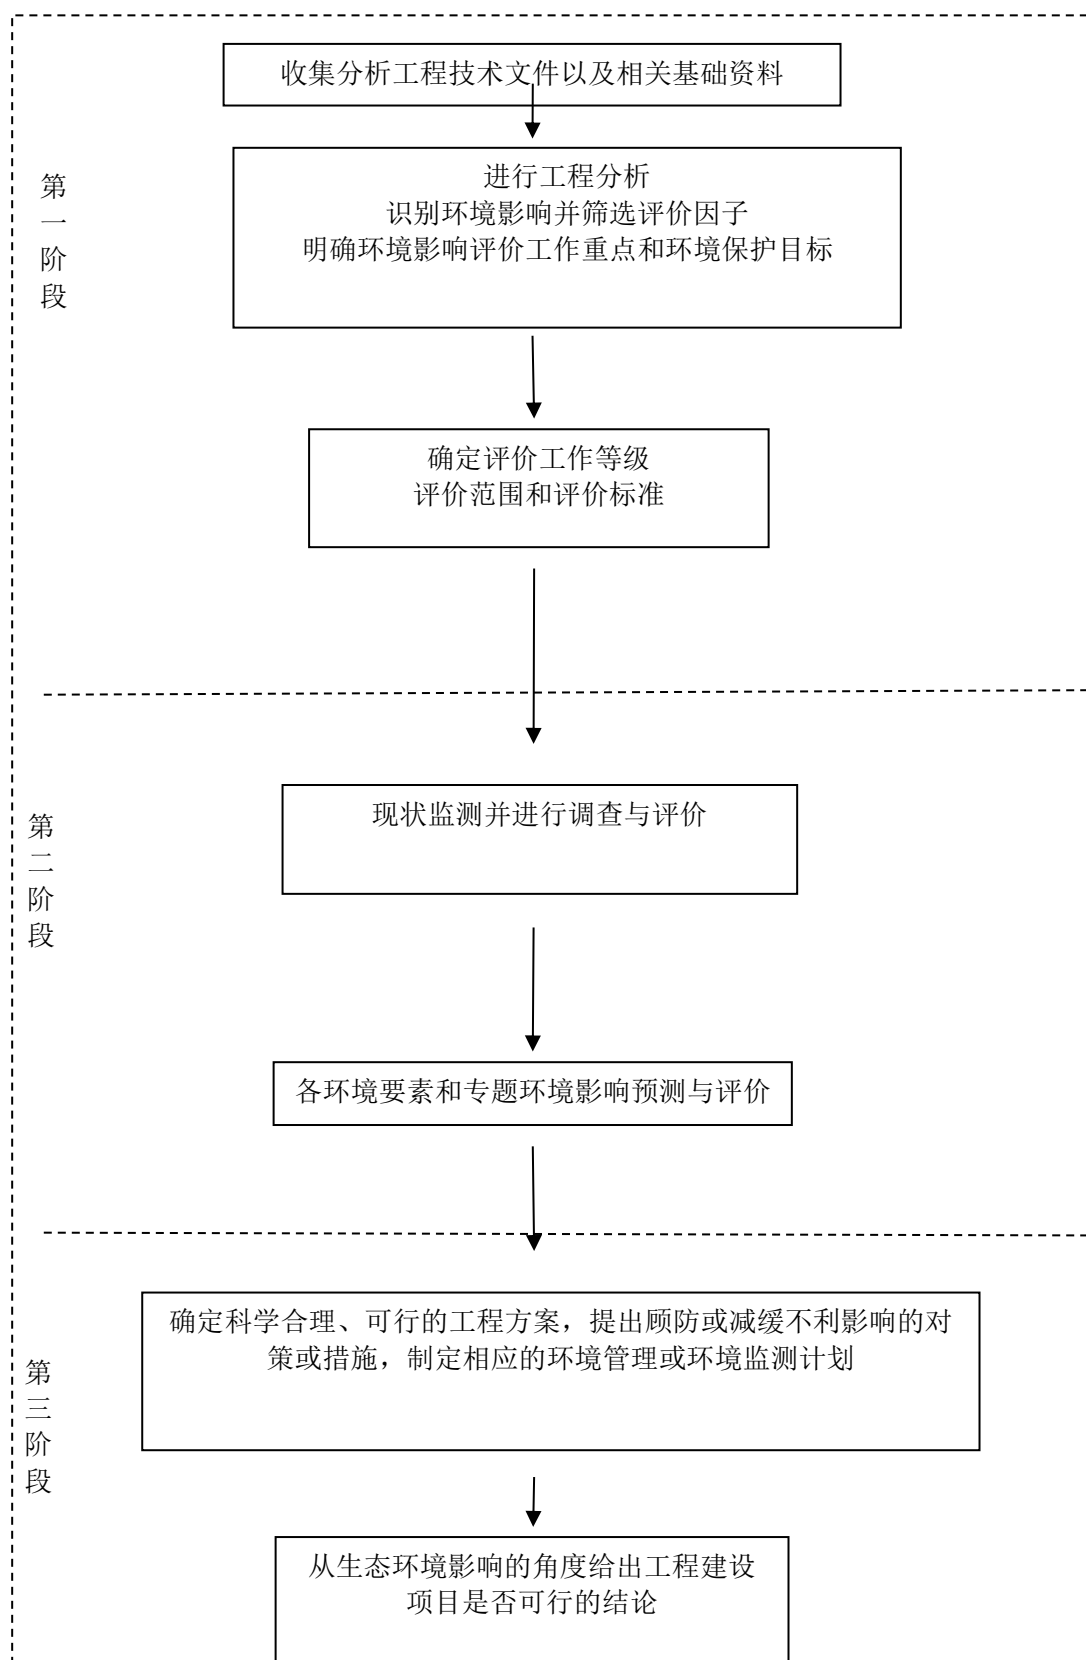 收集分析工程技术文件以及相关基础资料
第一阶段
进行工程分析
识别环境影响并筛选评价因子
明确环境影响评价工作重点和环境保护目标
确定评价工作等级
评价范围和评价标准
第二阶段
现状监测并进行调查与评价
各环境要素和专题环境影响预测与评价
第三阶段
确定科学合理、可行的工程方案，提出顾防或减缓不利影响的对
策或措施，制定相应的环境管理或环境监测计划
从生态环境影响的角度给出工程建设
项目是否可行的结论